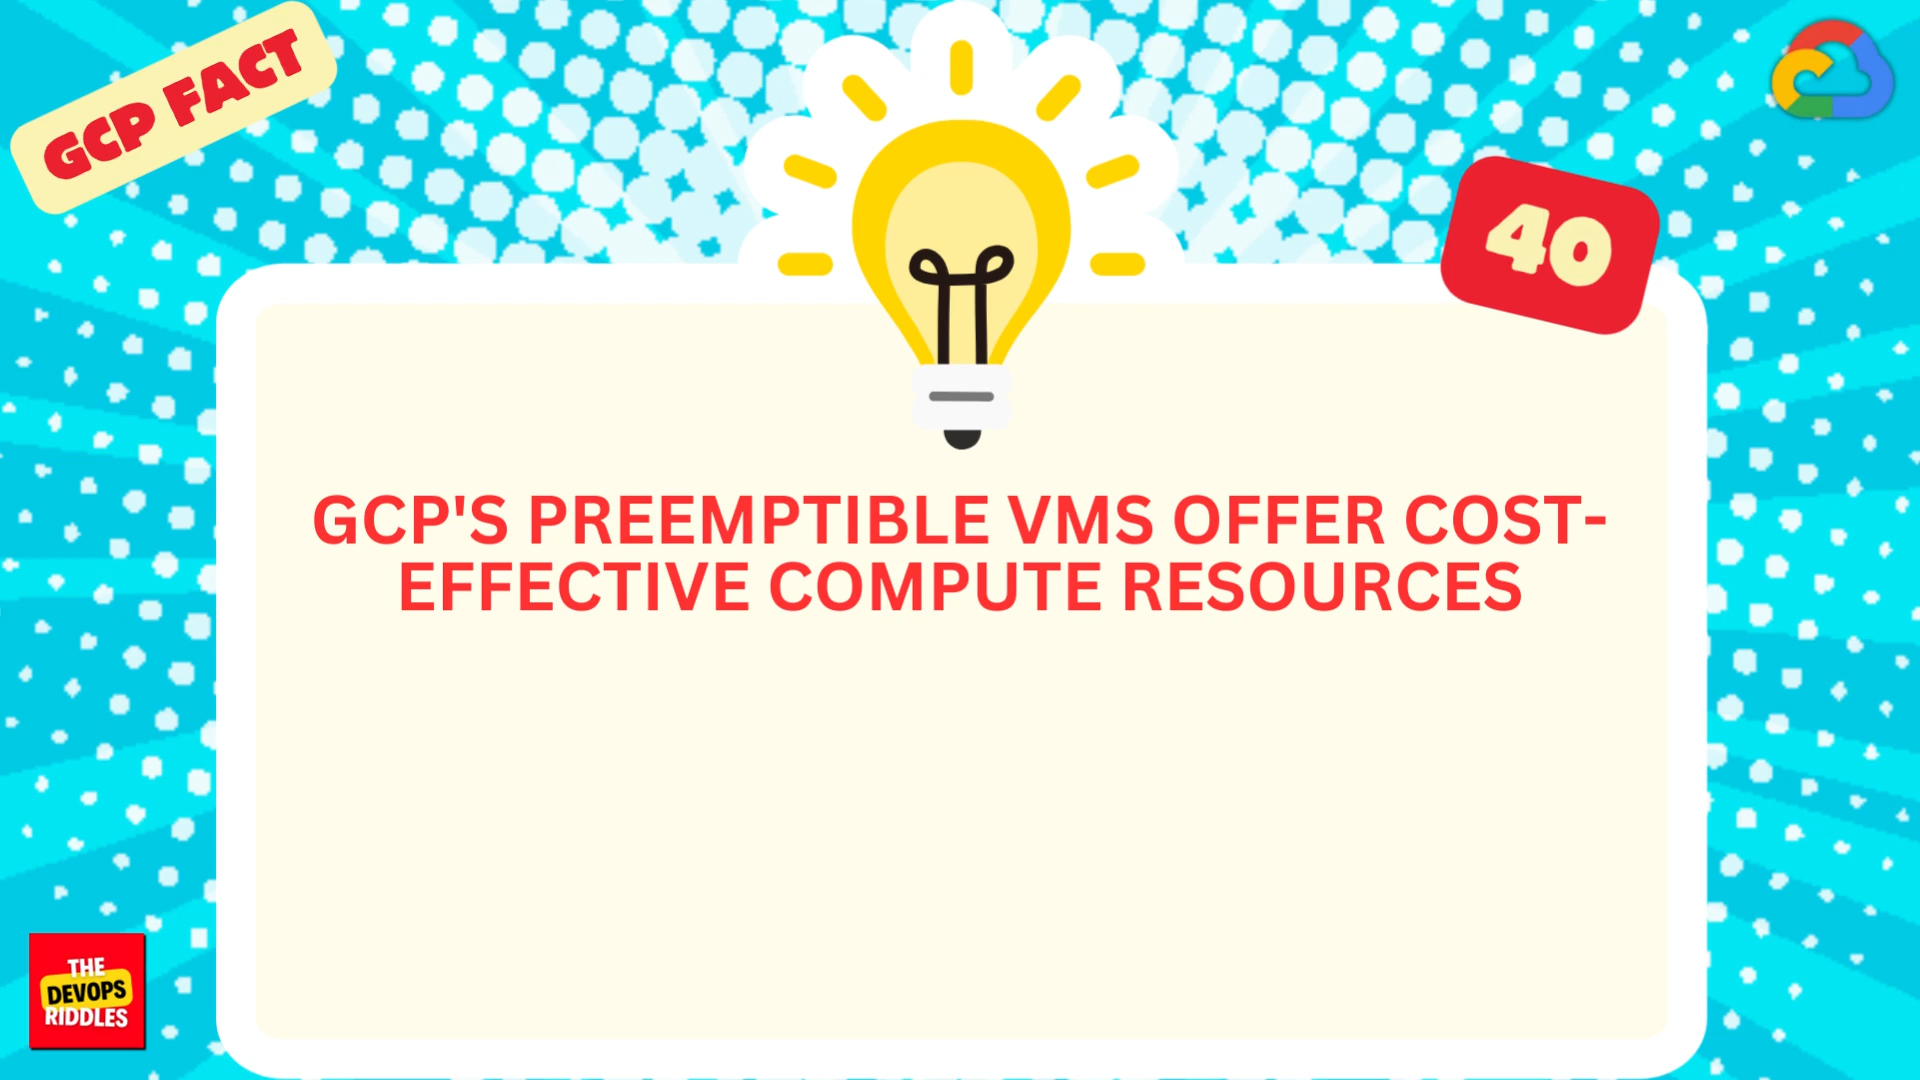 GCP FACT
40
GCP'S PREEMPTIBLE VMS OFFER COST-
EFFECTIVE COMPUTE RESOURCES
THE
DEVOPS
RIDDLES